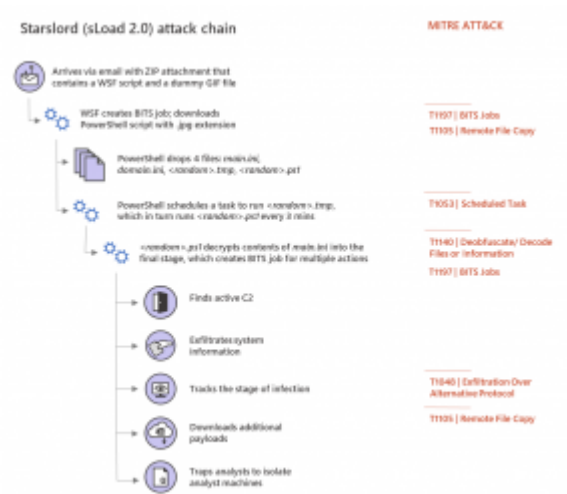 Starslord (sLoad 2.0) attack chain
MITRE ATT&CK
Arrives via email with ZIP attachment that
contains a WSF script and a dummy GIF file
WSF creates BITS job; downloads
PowerShell script with .jpg extension
T1197 | BITS Jobs
T1105 | Remote File Copy
PowerShell drops 4 files: main.ini,
domain.ini, <random>.tmp, <random>.ps1
PowerShell schedules a task to run <random>.tmp,
which in turn runs <random>.ps1 every 3 mins
T1053 | Scheduled Task
<random>.ps1 decrypts contents of main.ini into the
final stage, which creates BITS job for multiple actions
T1140 | Deobfuscate/ Decode
Files or Information
T1197 | BITS Jobs
Finds active C2
Exfiltrates system
information
Tracks the stage of infection
T1048 | Exfiltration Over
Alternative Protocol
Downloads additional
payloads
T1105 | Remote File Copy
Traps analysts to isolate
analyst machines